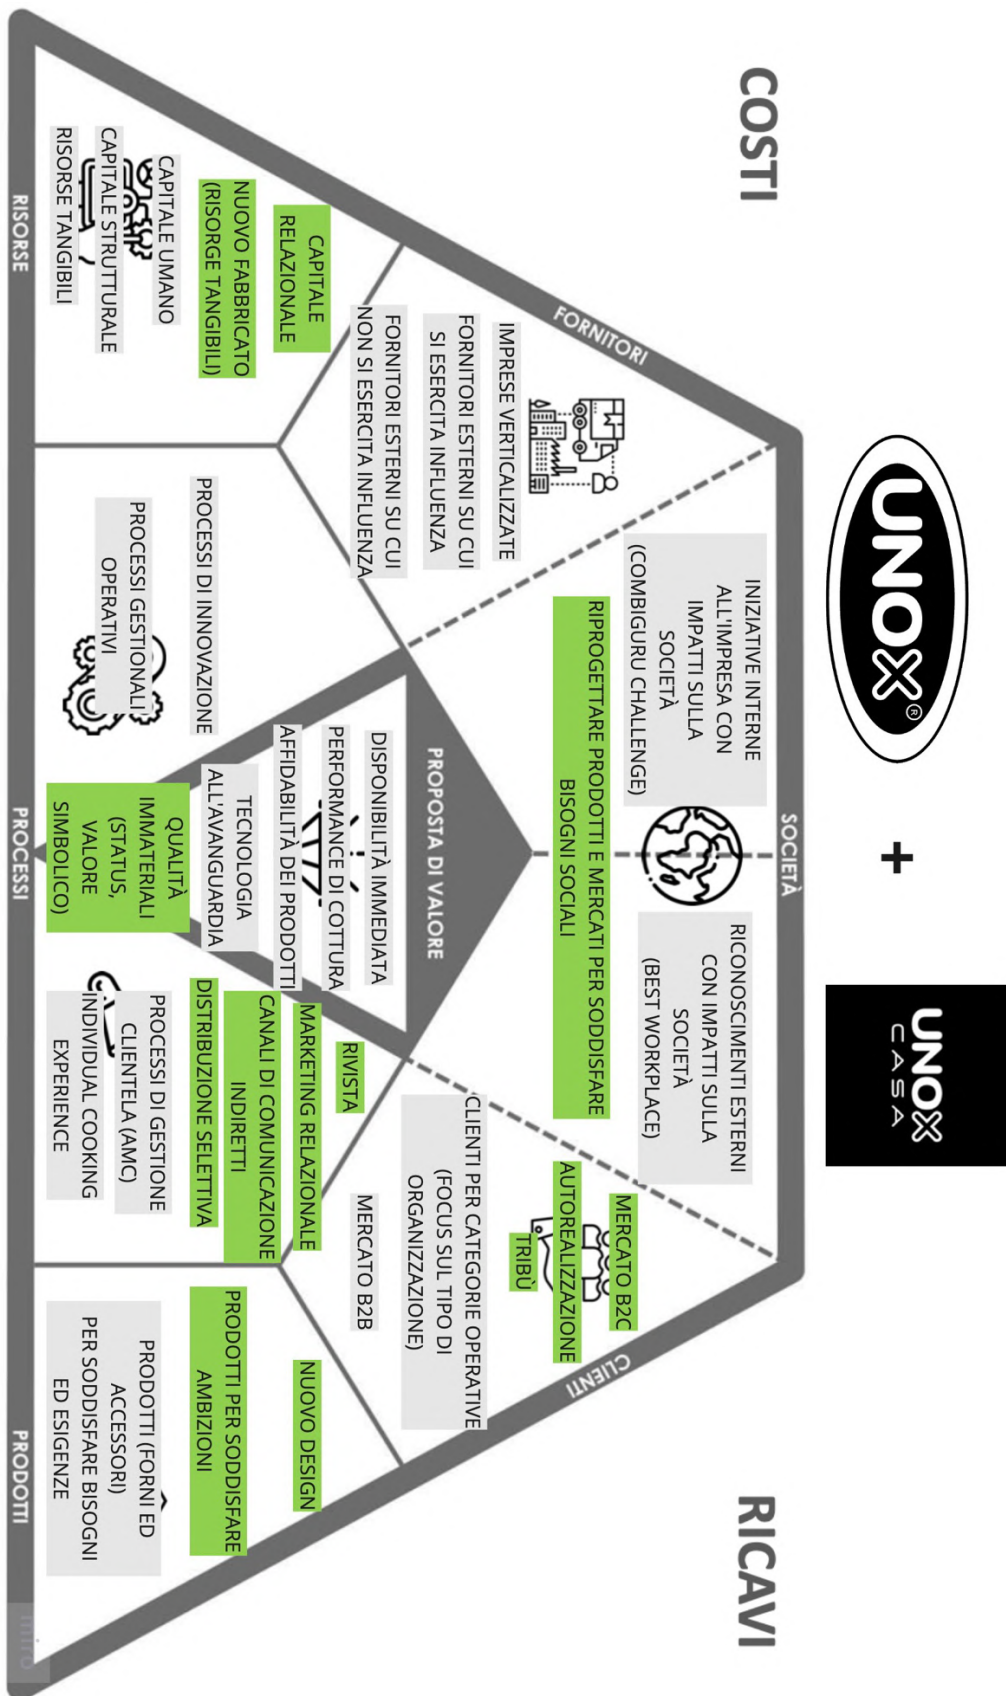 UNOX®
+
UNOX
CASA
COSTI
RICAVI
SOCIETÀ
INIZIATIVE INTERNE
ALL'IMPRESA CON
IMPATTI SULLA
SOCIETÀ
(COMBIGURU CHALLENGE)
RICONOSCIMENTI ESTERNI
CON IMPATTI SULLA
SOCIETÀ
(BEST WORKPLACE)
RIPROGETTARE PRODOTTI E MERCATI PER SODDISFARE
BISOGNI SOCIALI
FORNITORI
IMPRESE VERTICALIZZATE
FORNITORI ESTERNI SU CUI
SI ESERCITA INFLUENZA
FORNITORI ESTERNI SU CUI
NON SI ESERCITA INFLUENZA
CLIENTI
MERCATO B2C
AUTOREALIZZAZIONE
TRIBÙ
CLIENTI PER CATEGORIE OPERATIVE
(FOCUS SUL TIPO DI
ORGANIZZAZIONE)
MERCATO B2B
PROPOSTA DI VALORE
DISPONIBILITÀ IMMEDIATA
PERFORMANCE DI COTTURA
AFFIDABILITÀ DEI PRODOTTI
TECNOLOGIA
ALL'AVANGUARDIA
QUALITÀ
IMMATERIALI
(STATUS,
VALORE
SIMBOLICO)
CAPITALE
RELAZIONALE
NUOVO FABBRICATO
(RISORGE TANGIBILI)
CAPITALE UMANO
CAPITALE STRUTTURALE
RISORSE TANGIBILI
RISORSE
PROCESSI DI INNOVAZIONE
PROCESSI GESTIONALI
OPERATIVI
PROCESSI
RIVISTA
MARKETING RELAZIONALE
CANALI DI COMUNICAZIONE
INDIRETTI
DISTRIBUZIONE SELETTIVA
PROCESSI DI GESTIONE
CLIENTELA (AMC)
INDIVIDUAL COOKING
EXPERIENCE
NUOVO DESIGN
PRODOTTI PER SODDISFARE
AMBIZIONI
PRODOTTI (FORNI ED
ACCESSORI)
PER SODDISFARE BISOGNI
ED ESIGENZE
PRODOTTI
miro